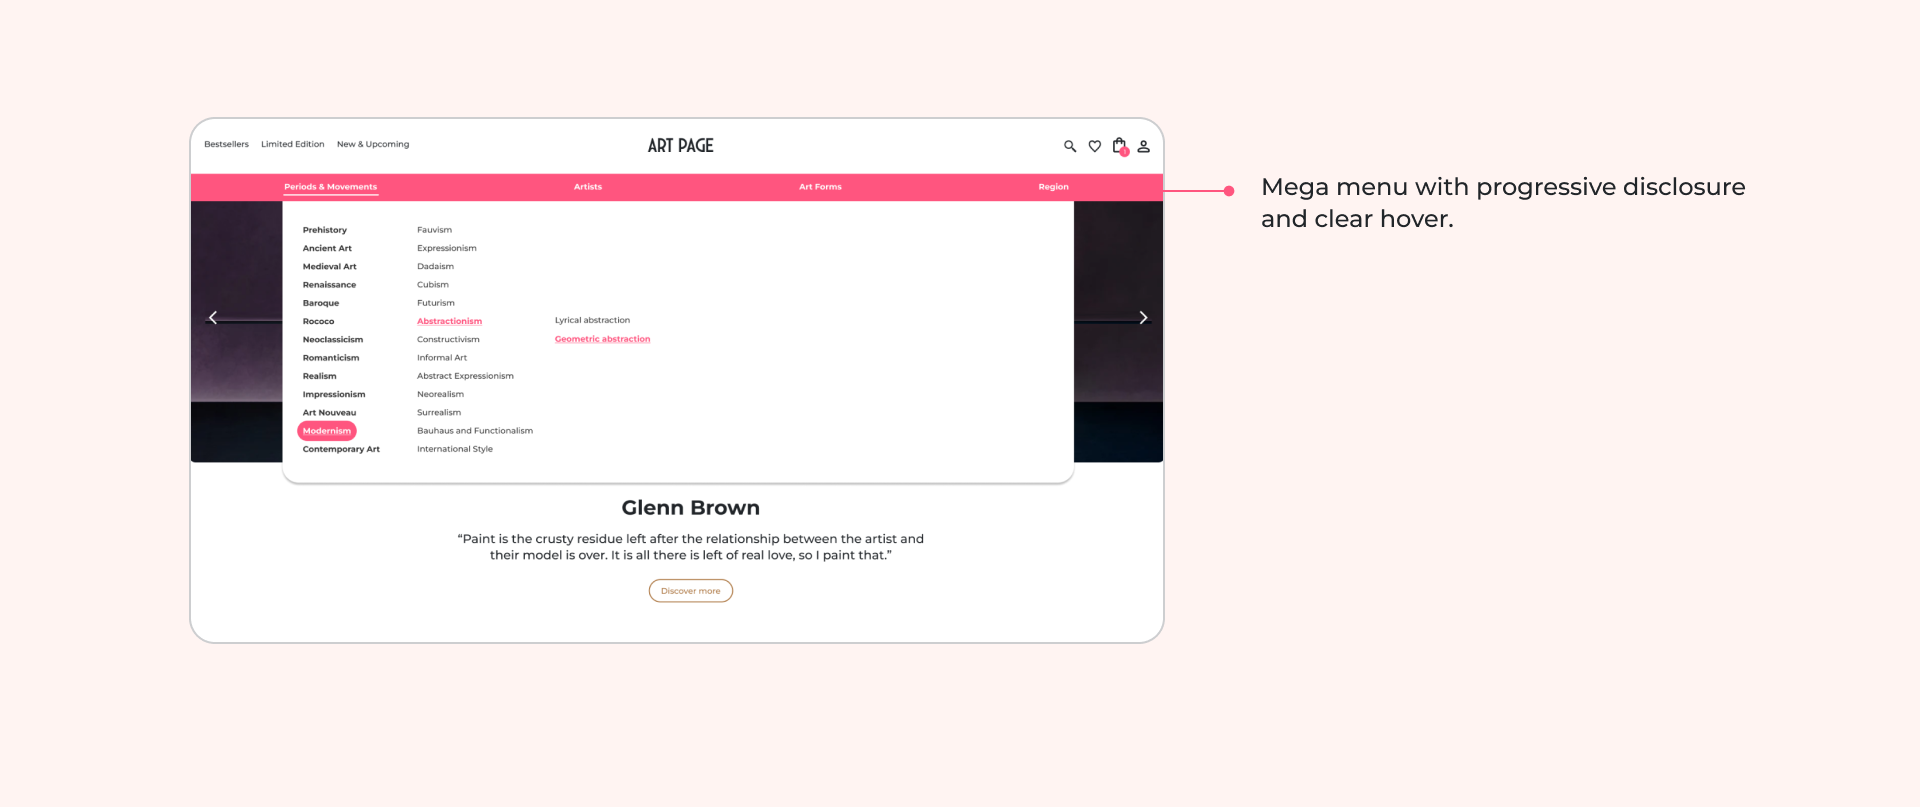 Bestsellers Limited Edition New & Upcoming
ART PAGE
1
Periods & Movements
Artists
Art Forms
Region
Prehistory
Ancient Art
Medieval Art
Renaissance
Baroque
Rococo
Neoclassicism
Romanticism
Realism
Impressionism
Art Nouveau
Modernism
Contemporary Art
Fauvism
Expressionism
Dadaism
Cubism
Futurism
Abstractionism
Constructivism
Informal Art
Abstract Expressionism
Neorealism
Surrealism
Bauhaus and Functionalism
International Style
Lyrical abstraction
Geometric abstraction
Glenn Brown
“Paint is the crusty residue left after the relationship between the artist and
their model is over. It is all there is left of real love, so I paint that.”
Discover more
Mega menu with progressive disclosure
and clear hover.